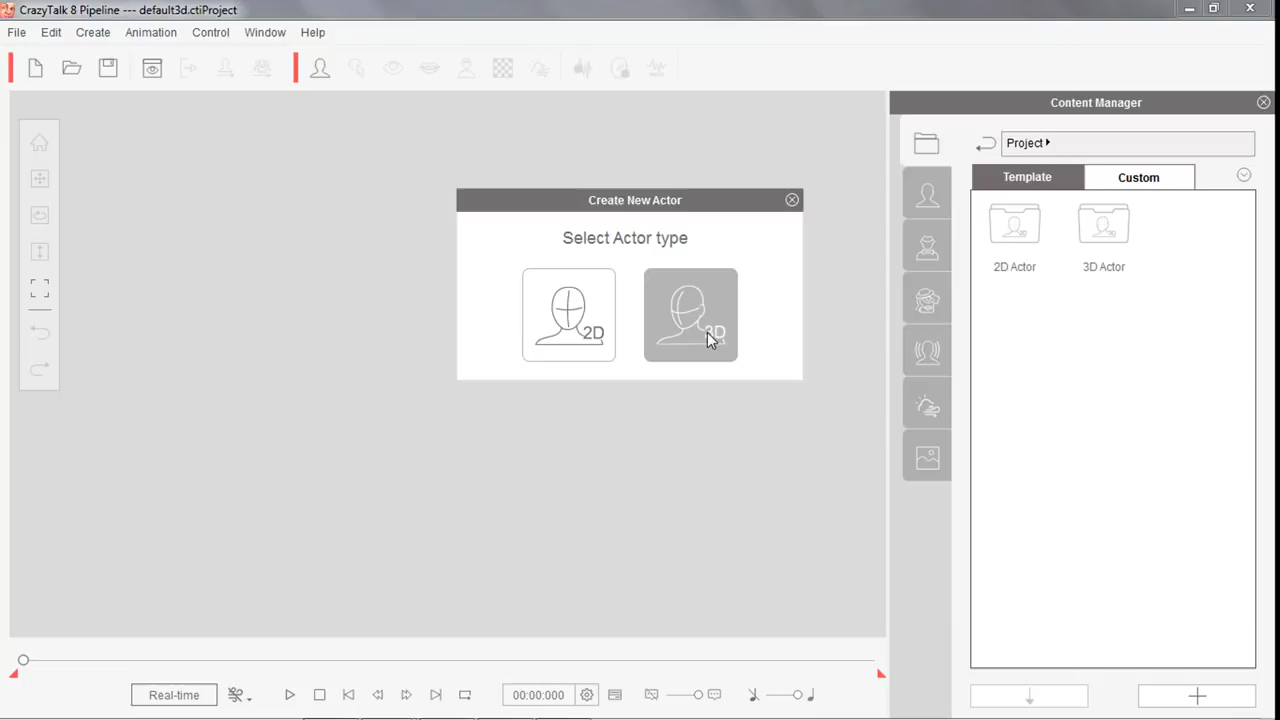 CrazyTalk 8 Pipeline --- default3d.ctiProject
File Edit Create Animation Control Window Help
Content Manager
Project
Template Custom
2D Actor 3D Actor
Create New Actor
Select Actor type
2D 3D
Real-time 00:00:000